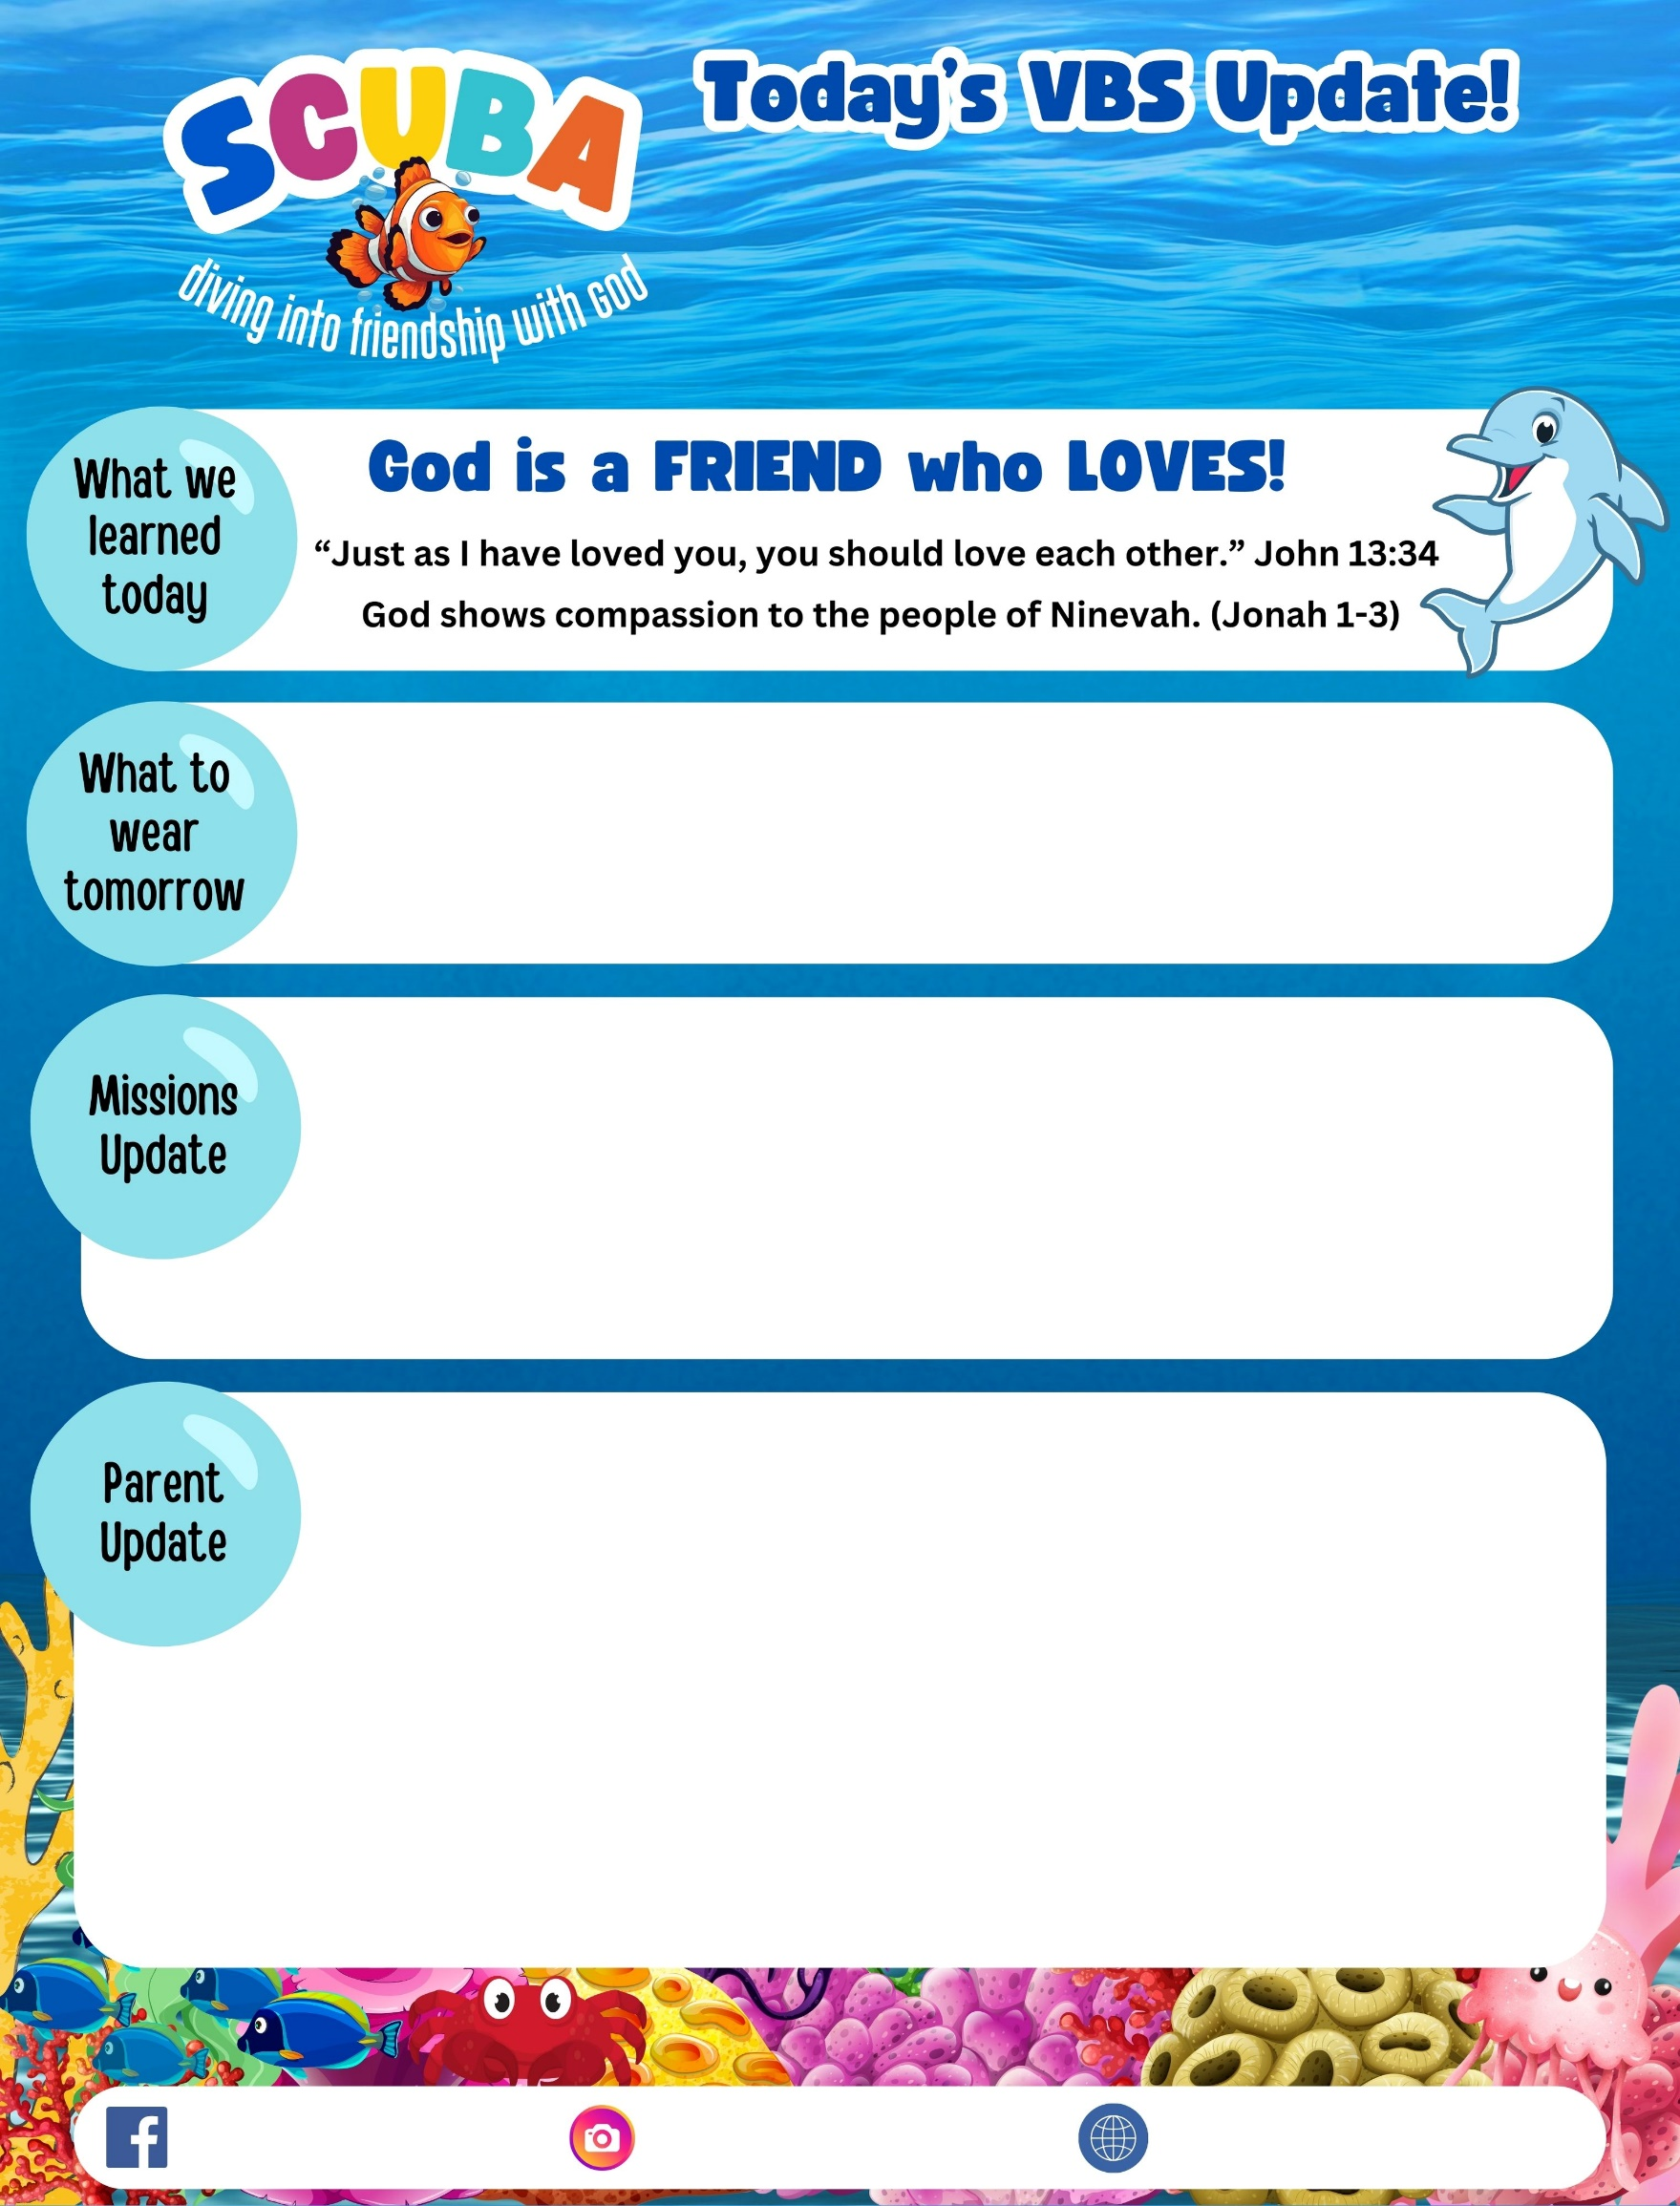 SCUBA
diving into friendship with GOD
Today’s VBS Update!
What we
learned
today
God is a FRIEND who LOVES!
“Just as I have loved you, you should love each other.” John 13:34
God shows compassion to the people of Ninevah. (Jonah 1-3)
What to
wear
tomorrow
Missions
Update
Parent
Update